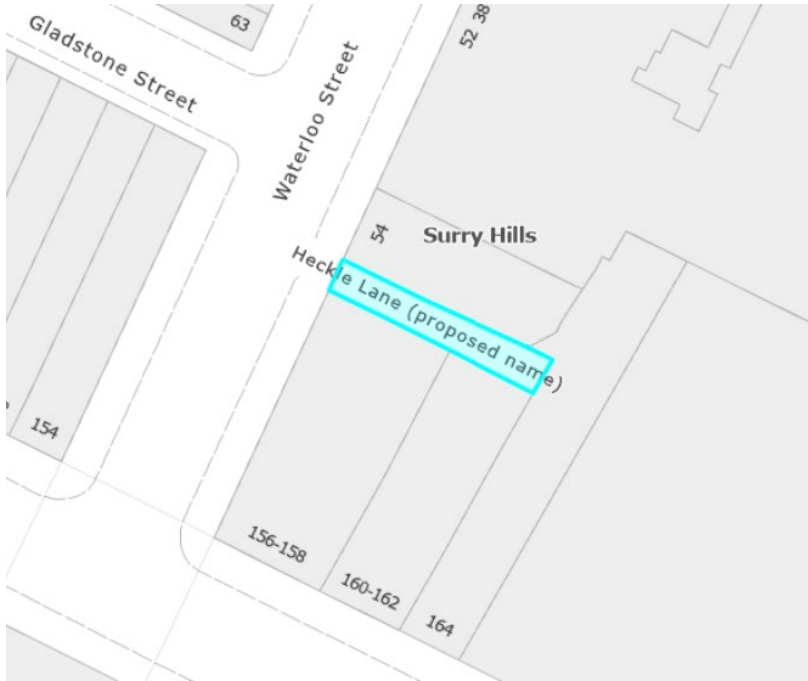 63
Gladstone Street
Waterloo Street
52 38
54
Surry Hills
Heckle Lane (proposed name)
154
156-158
160-162
164